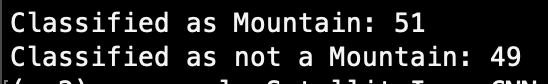 Classified as Mountain: 51
Classified as not a Mountain: 49